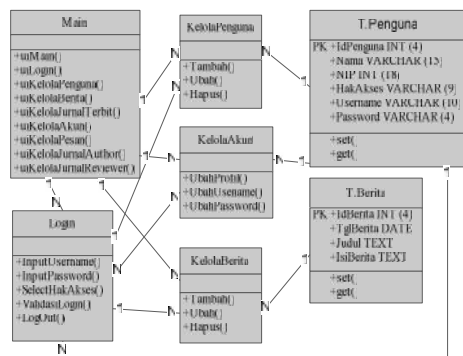 Main
+uiMain()
+uiLogin()
+uiKelolaPenguna()
+uiKelolaBerita()
+uiKelolaJurnalTerbit()
+uiKelolaAkun()
+uiKelolaPesan()
+uiKelolaJurnalAuthor()
+uiKelolaJurnalReviewer()
KelolaPenguna
+Tambah()
+Ubah()
+Hapus()
T.Penguna
PK +IdPenguna INT (4)
+Nama VARCHAR (15)
+NIP INT (18)
+HakAkses VARCHAR (9)
+Username VARCHAR (10)
+Password VARCHAR (4)
+set()
+get()
KelolaAkun
+UbahProfil()
+UbahUsename()
+UbahPassword()
T.Berita
PK +IdBerita INT (4)
+TglBerita DATE
+Judul TEXT
+IsiBerita TEXT
+set()
+get()
Login
+InputUsername()
+InputPassword()
+SelectHakAkses()
+ValidasiLogin()
+LogOut()
KelolaBerita
+Tambah()
+Ubah()
+Hapus()
1
N
1
N
1
N
1
N
N
1
N
1
N
1
N
1
N
1
N